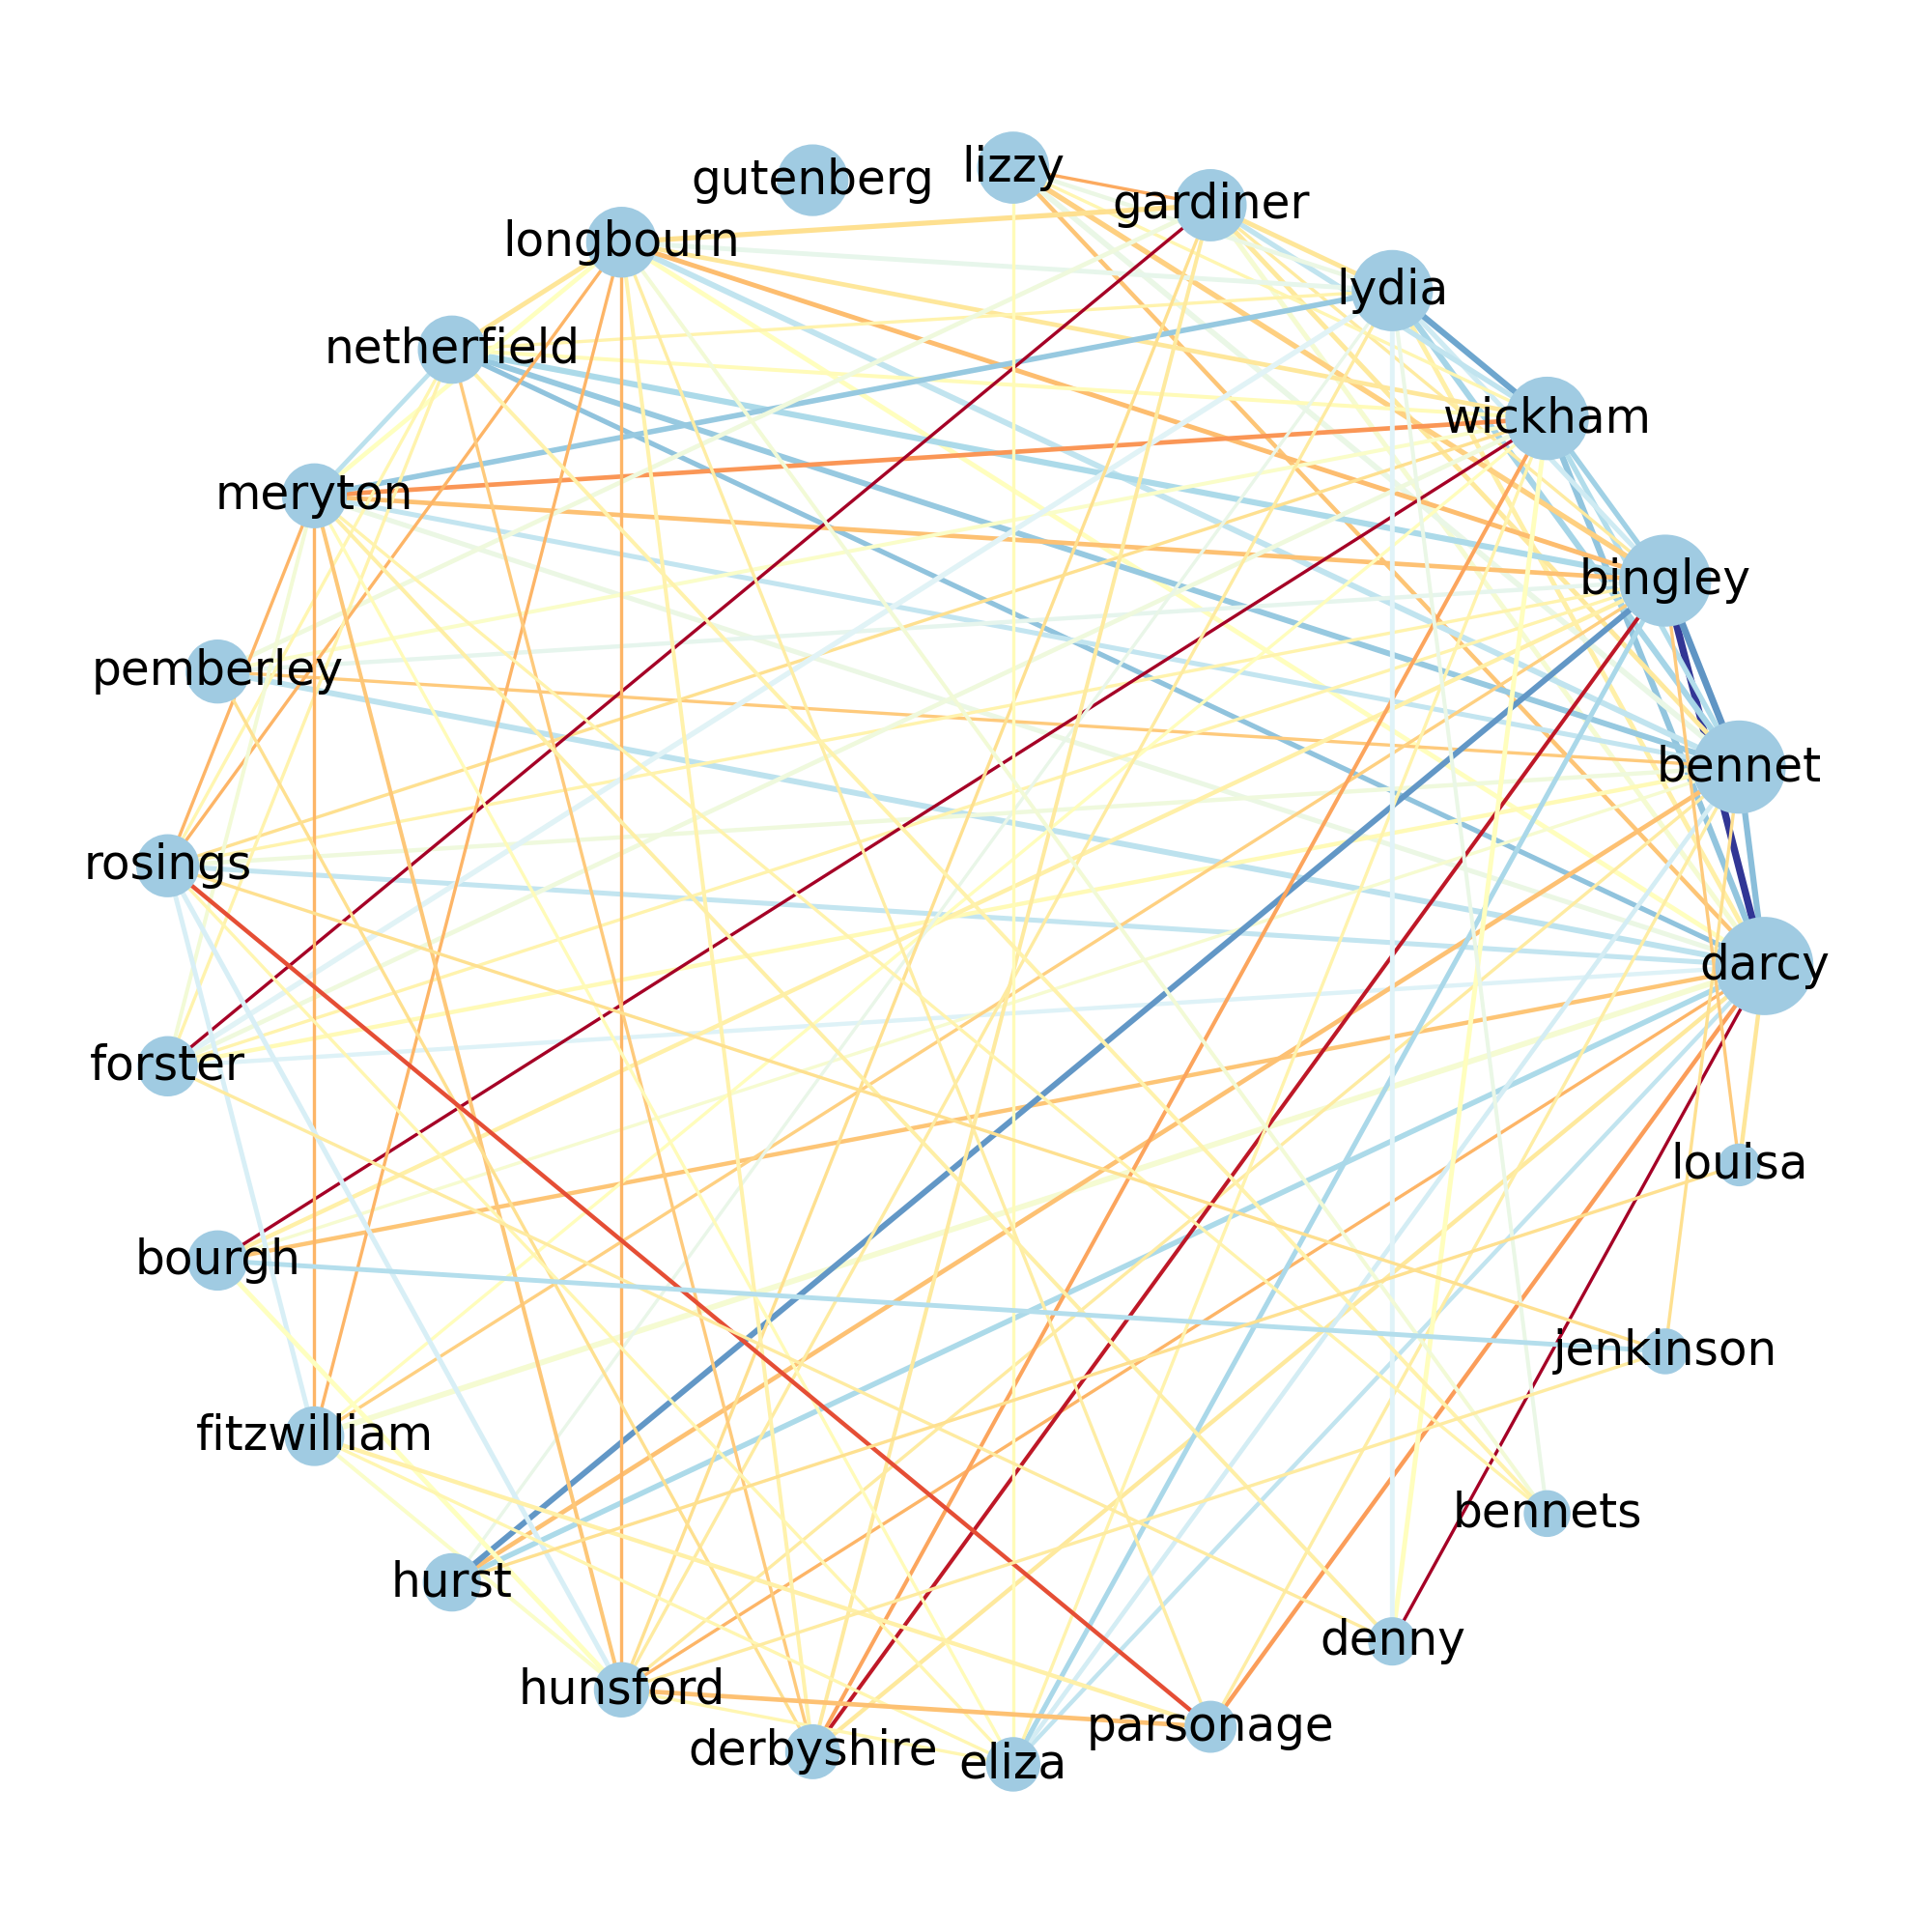 lizzy
gutenberg
gardiner
longbourn
lydia
netherfield
wickham
meryton
bingley
pemberley
bennet
rosings
darcy
forster
louisa
bourgh
jenkinson
fitzwilliam
bennets
hurst
denny
hunsford
parsonage
derbyshire
eliza